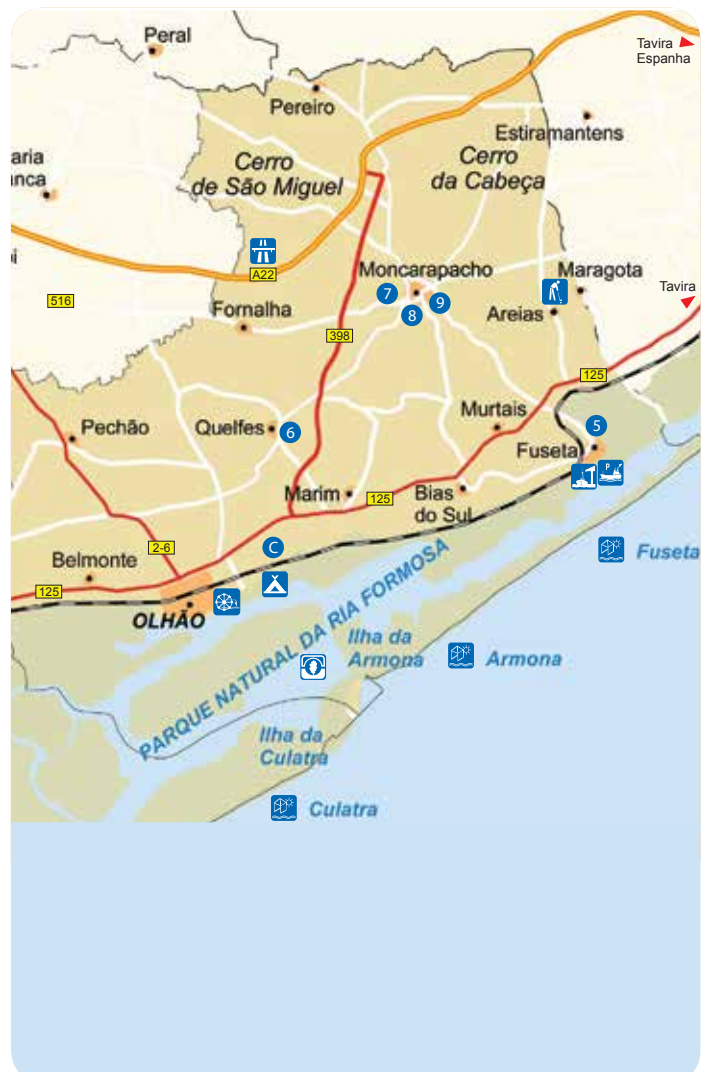 Peral
Tavira
Espanha
Pereiro
Estiramantens
aria
anca
Cerro
de São Miguel
Cerro
da Cabeça
oi
A22
Moncarapacho
Maragota
516
7
9
8
Tavira
Fornalha
Areias
398
125
Pechão
Quelfes
6
Murtais
5
Fuseta
Marim
125
Bias
do Sul
2-6
C
Belmonte
125
OLHÃO
P
Fuseta
PARQUE NATURAL DA RIA FORMOSA
Ilha da
Armona
Armona
Ilha da
Culatra
Culatra